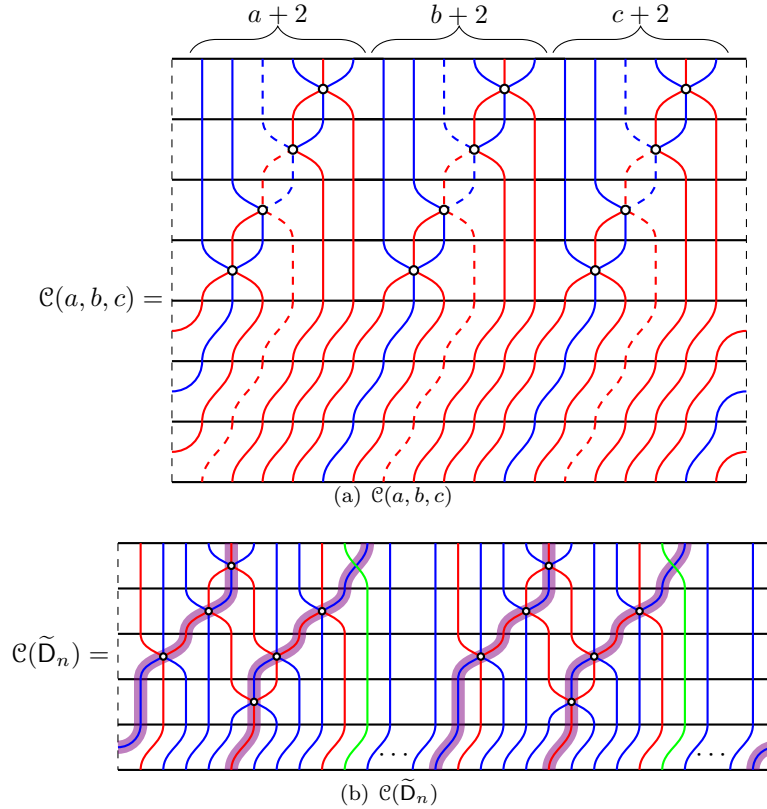 a + 2 b + 2 c + 2
ℭ(a, b, c) =
(a) ℭ(a, b, c)
ℭ(D̃ₙ) =
··· ···
(b) ℭ(D̃ₙ)